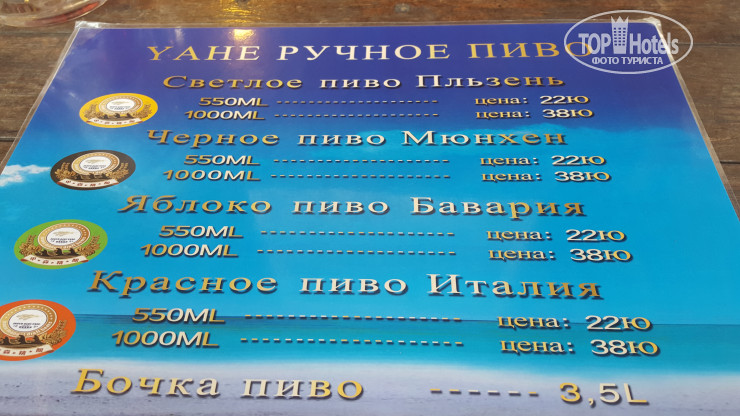 YAHE РУЧНОЕ ПИВО
TOP Hotels
ФОТО ТУРИСТА
Светлое пиво Пльзень
550ML -------------------------- цена: 22Ю
1000ML -------------------------- цена: 38Ю
Черное пиво Мюнхен
550ML -------------------------- цена: 22Ю
1000ML -------------------------- цена: 38Ю
Яблоко пиво Бавария
550ML -------------------------- цена: 22Ю
1000ML -------------------------- цена: 38Ю
Красное пиво Италия
550ML -------------------------- цена: 22Ю
1000ML -------------------------- цена: 38Ю
Бочка пиво ------ 3,5L